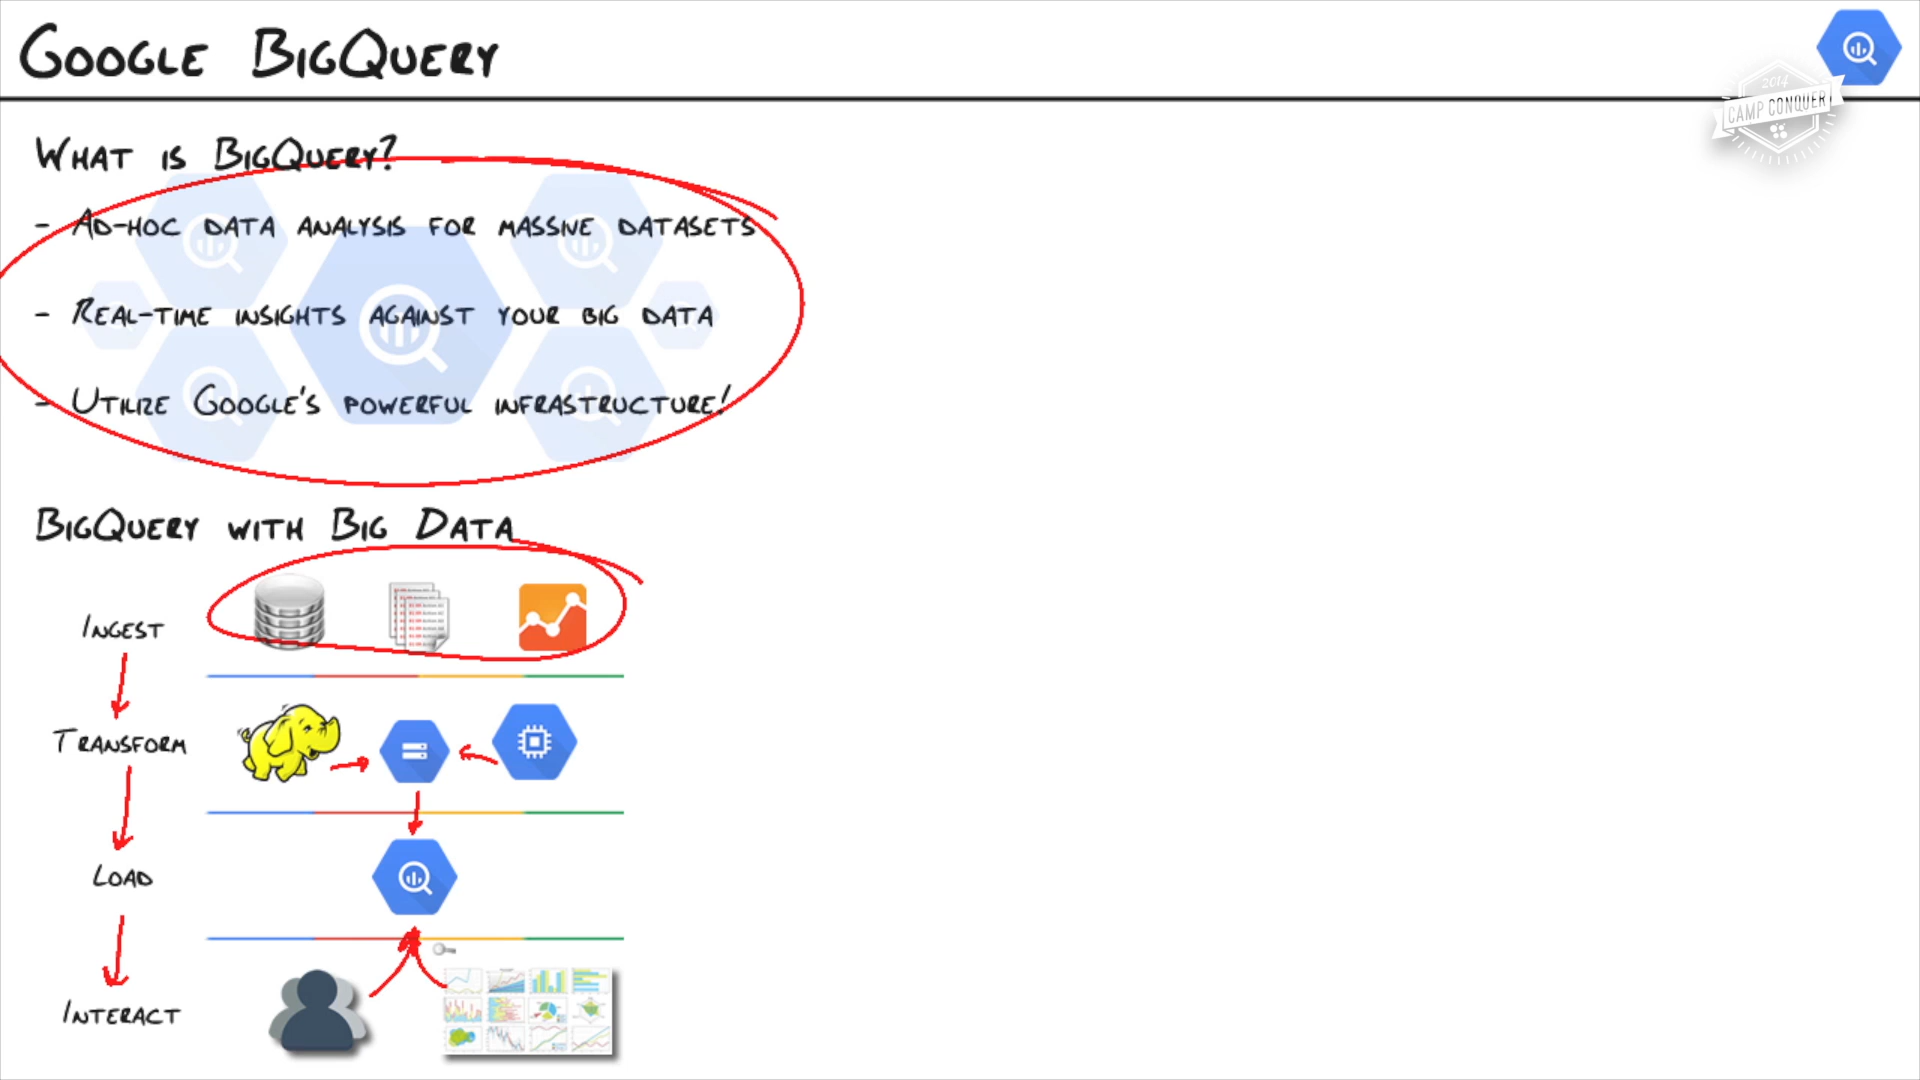 Google BigQuery
2014
CAMP CONQUER
What is BigQuery?
- Ad-hoc data analysis for massive datasets
- Real-time insights against your big data
- Utilize Google's powerful infrastructure!
BigQuery with Big Data
Ingest
Transform
Load
Interact